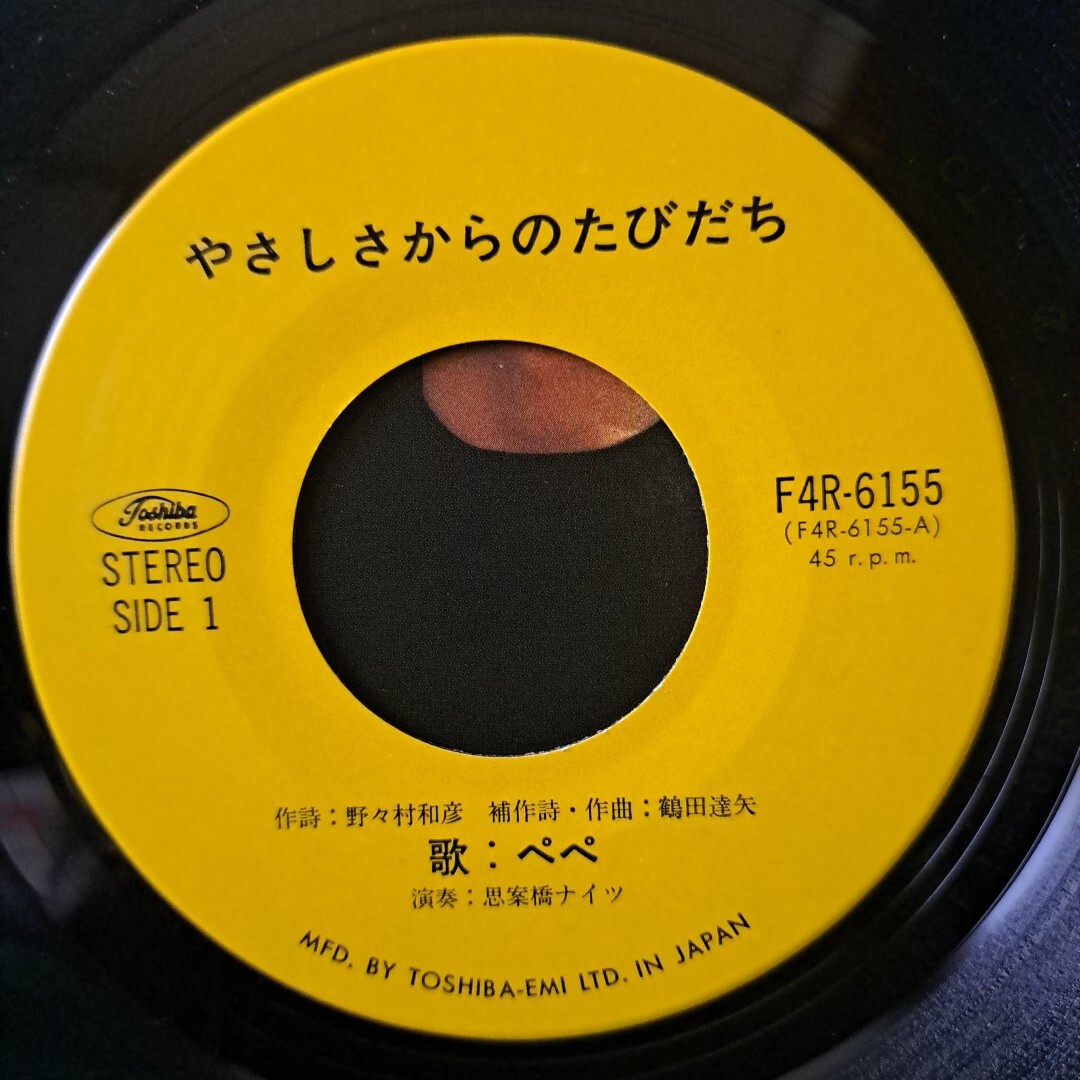 やさしさからのたびだち
Toshiba
RECORDS
STEREO
SIDE 1
F4R-6155
(F4R-6155-A)
45 r.p.m.
作詩：野々村和彦　補作詩・作曲：鶴田達矢
歌：ペペ
演奏：思案橋ナイツ
MFD. BY TOSHIBA-EMI LTD. IN JAPAN